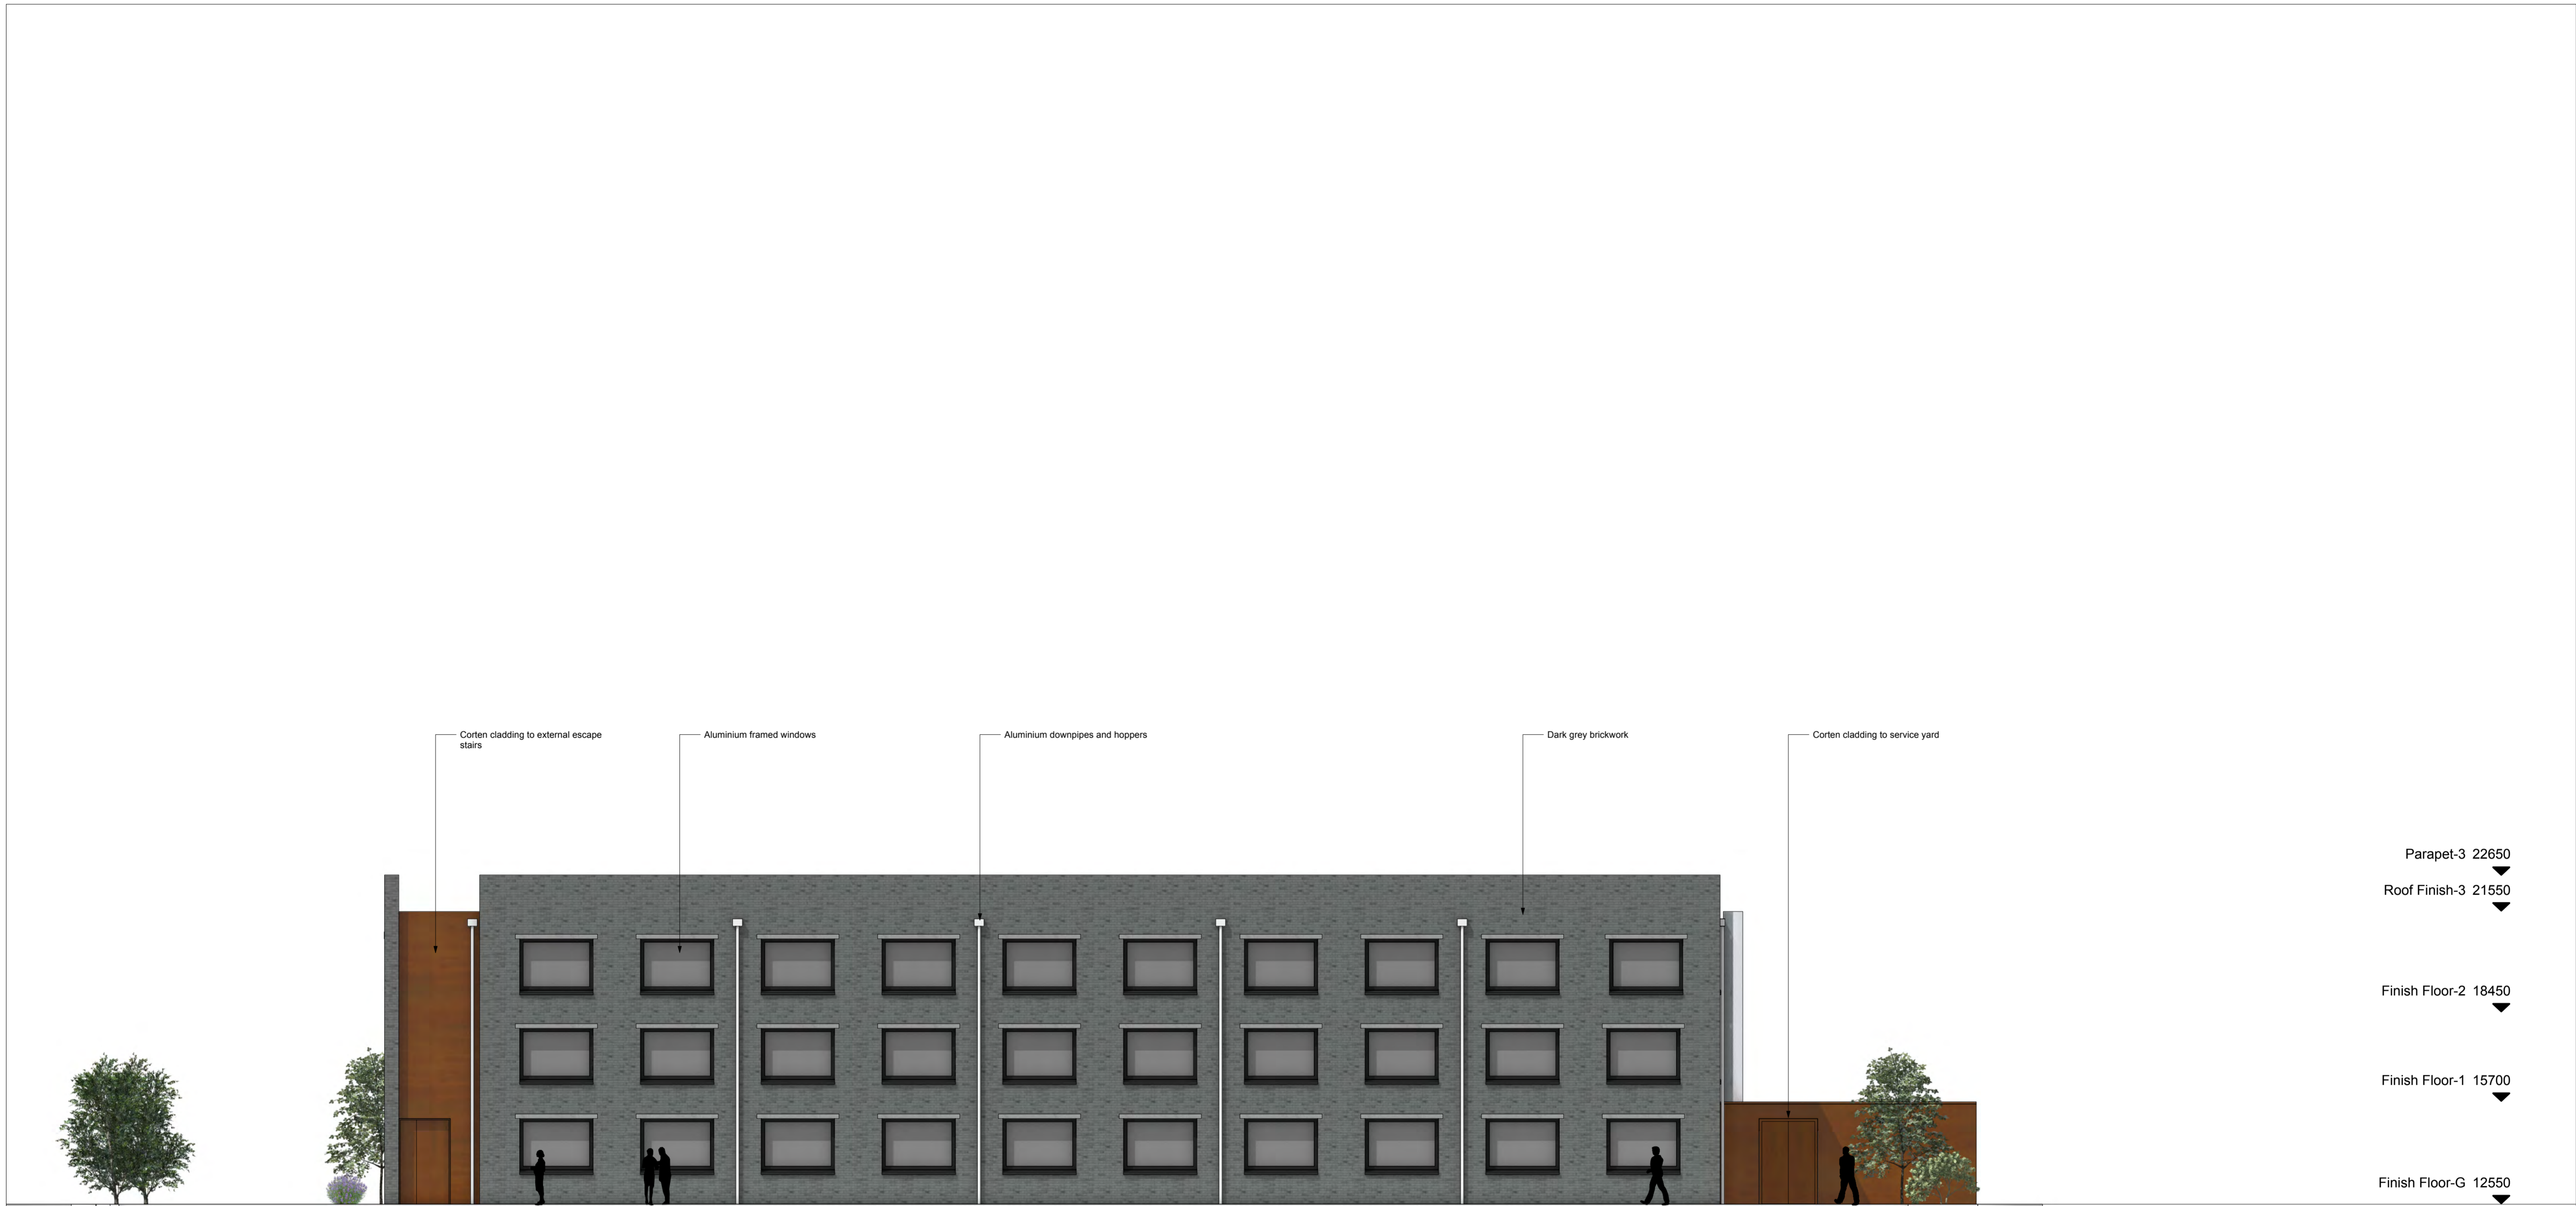 Corten cladding to external escape
stairs
Aluminium framed windows
Aluminium downpipes and hoppers
Dark grey brickwork
Corten cladding to service yard
Parapet-3 22650
Roof Finish-3 21550
Finish Floor-2 18450
Finish Floor-1 15700
Finish Floor-G 12550